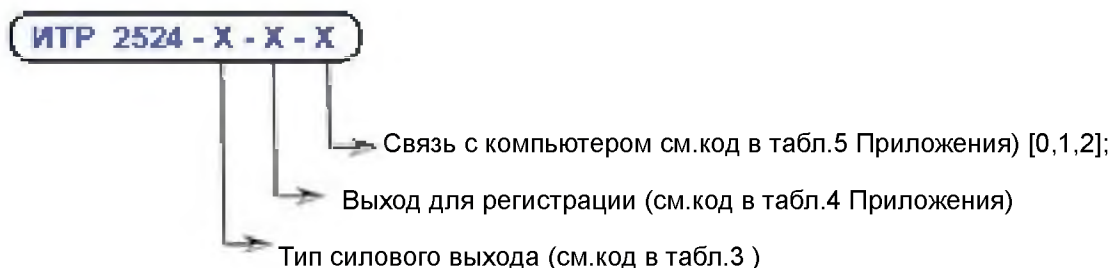 ИТР 2524 - X - X - X
Связь с компьютером см.код в табл.5 Приложения) [0,1,2];
Выход для регистрации (см.код в табл.4 Приложения)
Тип силового выхода (см.код в табл.3 )